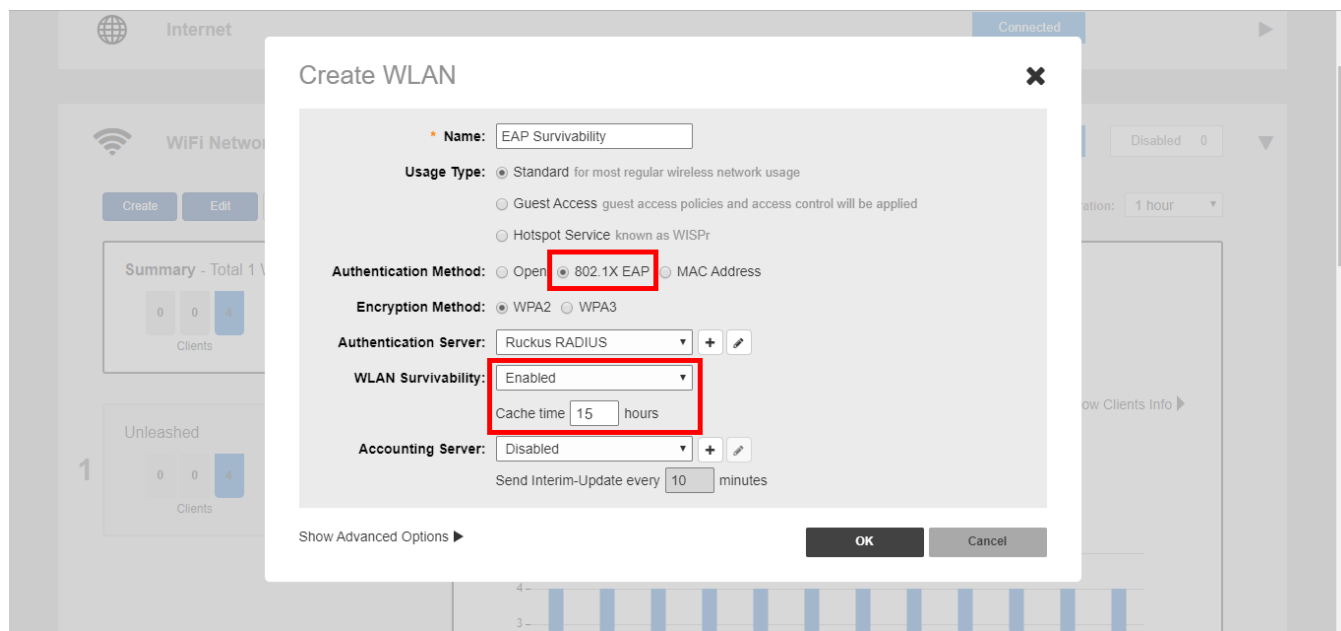 Internet
Connected
Create WLAN
* Name: EAP Survivability
WiFi Networ
Disabled 0
Usage Type: Standard for most regular wireless network usage
Create Edit
Guest Access guest access policies and access control will be applied
ration: 1 hour
Hotspot Service known as WISPr
Summary - Total 1
Authentication Method: Open 802.1X EAP MAC Address
0 0 4
Encryption Method: WPA2 WPA3
Clients
Authentication Server: Ruckus RADIUS +
WLAN Survivability: Enabled
Cache time 15 hours
ow Clients Info
Unleashed
Accounting Server: Disabled +
1
0 0 4
Send Interim-Update every 10 minutes
Clients
Show Advanced Options
OK Cancel
4
3